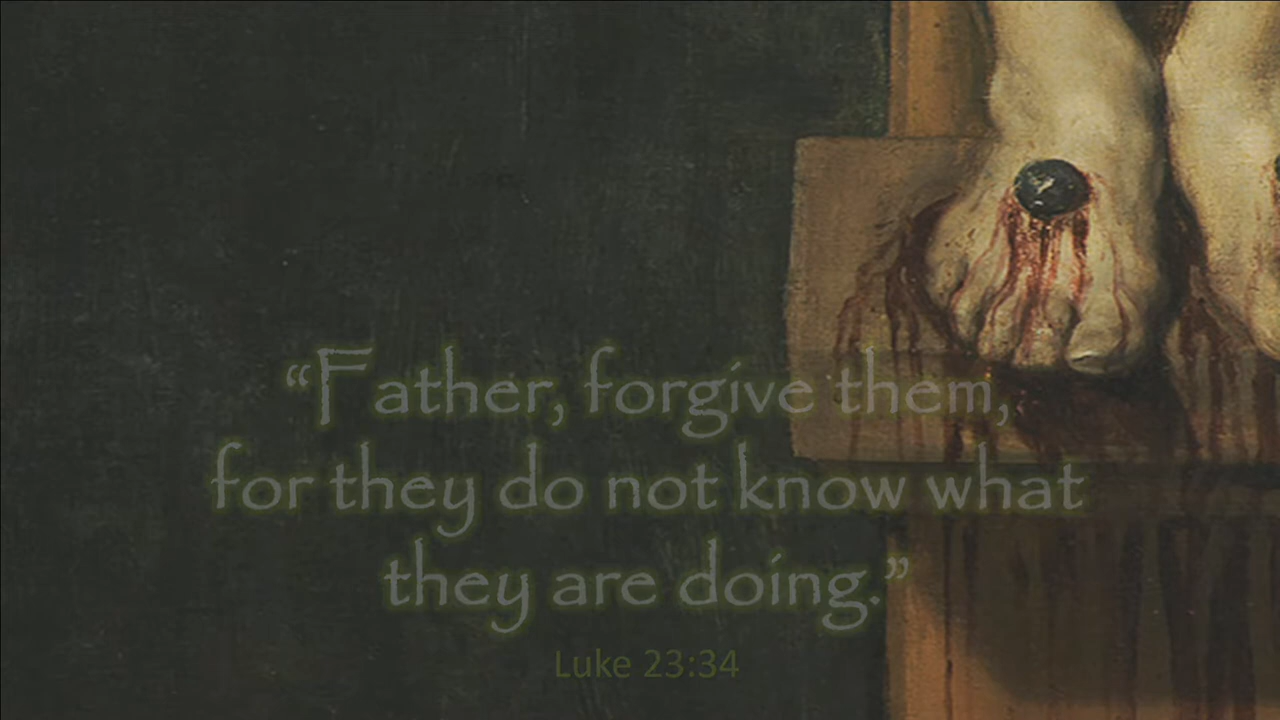 “Father, forgive them,
for they do not know what
they are doing.”
Luke 23:34